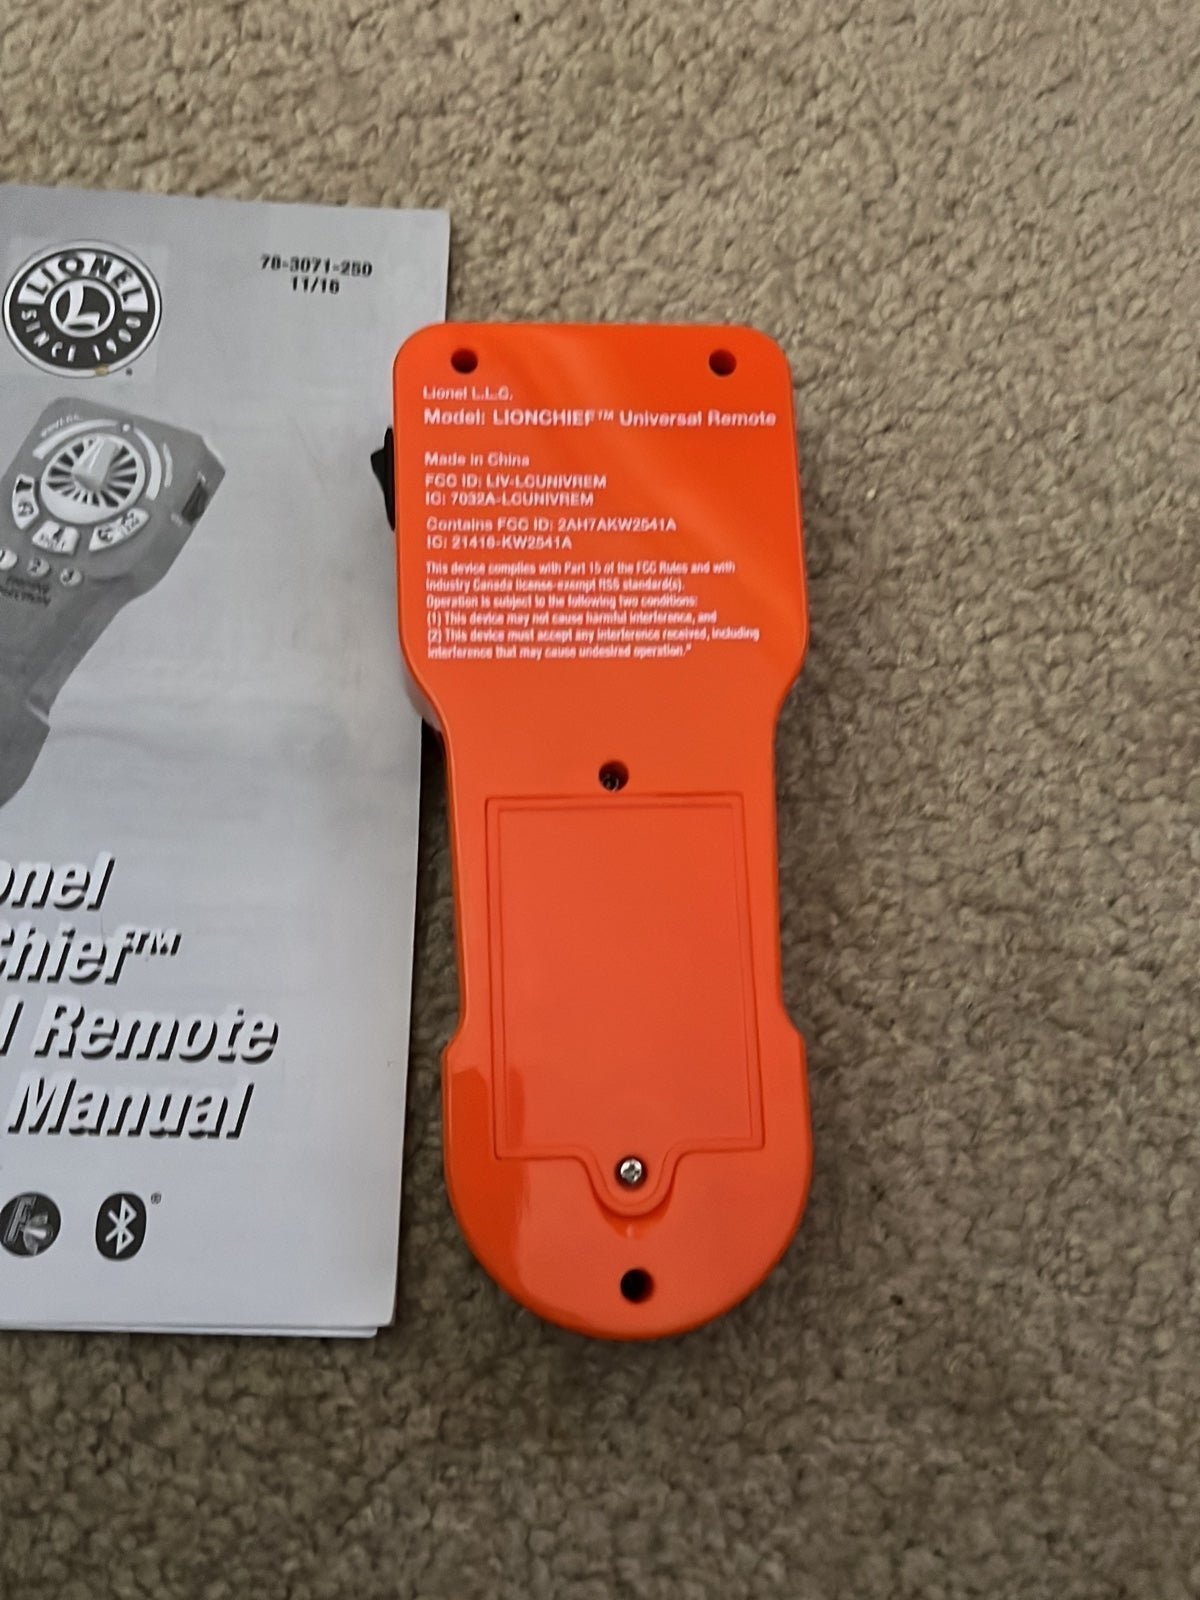 LIONEL
L
SINCE 1900
78-3071-250
11/16
onel
Chief™
l Remote
Manual
1 2 3
Lionel L.L.C.
Model: LIONCHIEF™ Universal Remote
Made in China
FCC ID: LIV-LCUNIVREM
IC: 7032A-LCUNIVREM
Contains FCC ID: 2AH7AKW2541A
IC: 21416-KW2541A
This device complies with Part 15 of the FCC Rules and with
Industry Canada license-exempt RSS standard(s).
Operation is subject to the following two conditions:
(1) This device may not cause harmful interference, and
(2) This device must accept any interference received, including
interference that may cause undesired operation."